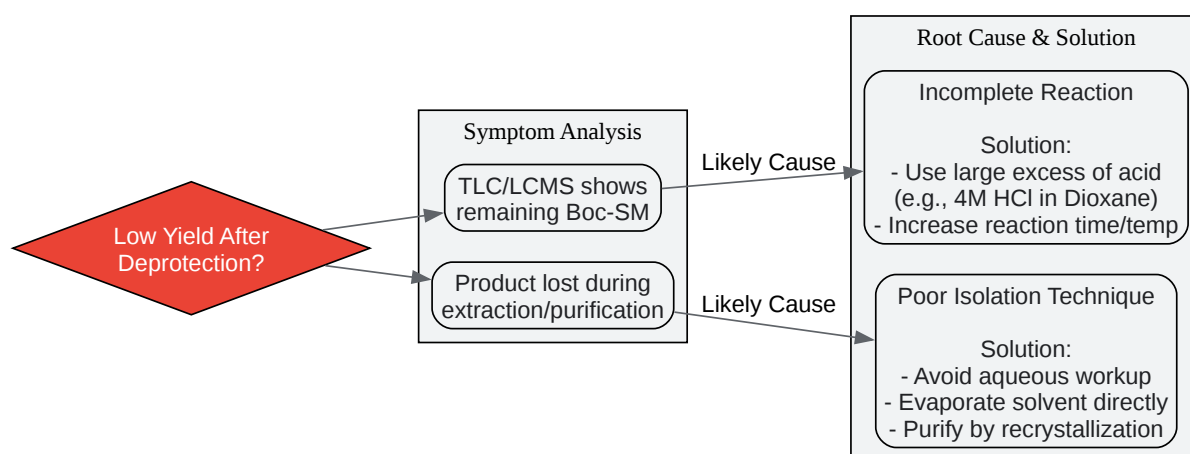 Low Yield After
Deprotection?
Symptom Analysis
TLC/LCMS shows
remaining Boc-SM
Product lost during
extraction/purification
Likely Cause
Likely Cause
Root Cause & Solution
Incomplete Reaction
Solution:
- Use large excess of acid
(e.g., 4M HCl in Dioxane)
- Increase reaction time/temp
Poor Isolation Technique
Solution:
- Avoid aqueous workup
- Evaporate solvent directly
- Purify by recrystallization